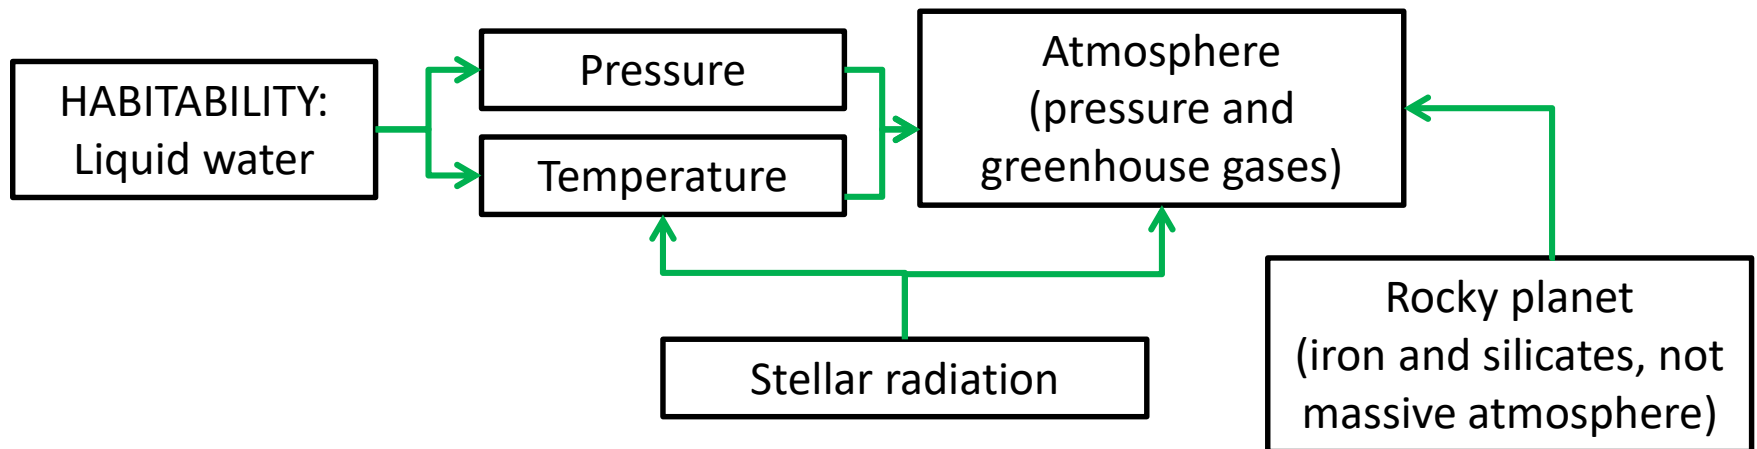 HABITABILITY:
Liquid water
Pressure
Temperature
Atmosphere
(pressure and
greenhouse gases)
Stellar radiation
Rocky planet
(iron and silicates, not
massive atmosphere)